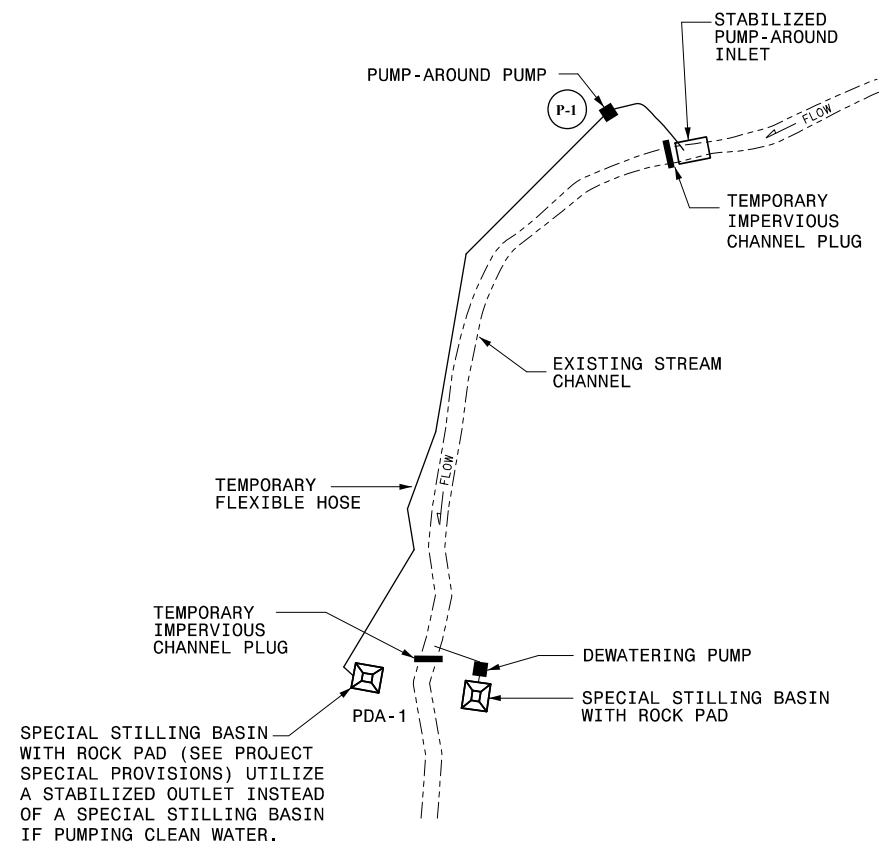 STABILIZED
PUMP-AROUND
INLET
PUMP-AROUND PUMP
P-1
FLOW
TEMPORARY
IMPERVIOUS
CHANNEL PLUG
EXISTING STREAM
CHANNEL
FLOW
TEMPORARY
FLEXIBLE HOSE
TEMPORARY
IMPERVIOUS
CHANNEL PLUG
DEWATERING PUMP
SPECIAL STILLING BASIN
WITH ROCK PAD
PDA-1
SPECIAL STILLING BASIN
WITH ROCK PAD (SEE PROJECT
SPECIAL PROVISIONS) UTILIZE
A STABILIZED OUTLET INSTEAD
OF A SPECIAL STILLING BASIN
IF PUMPING CLEAN WATER.